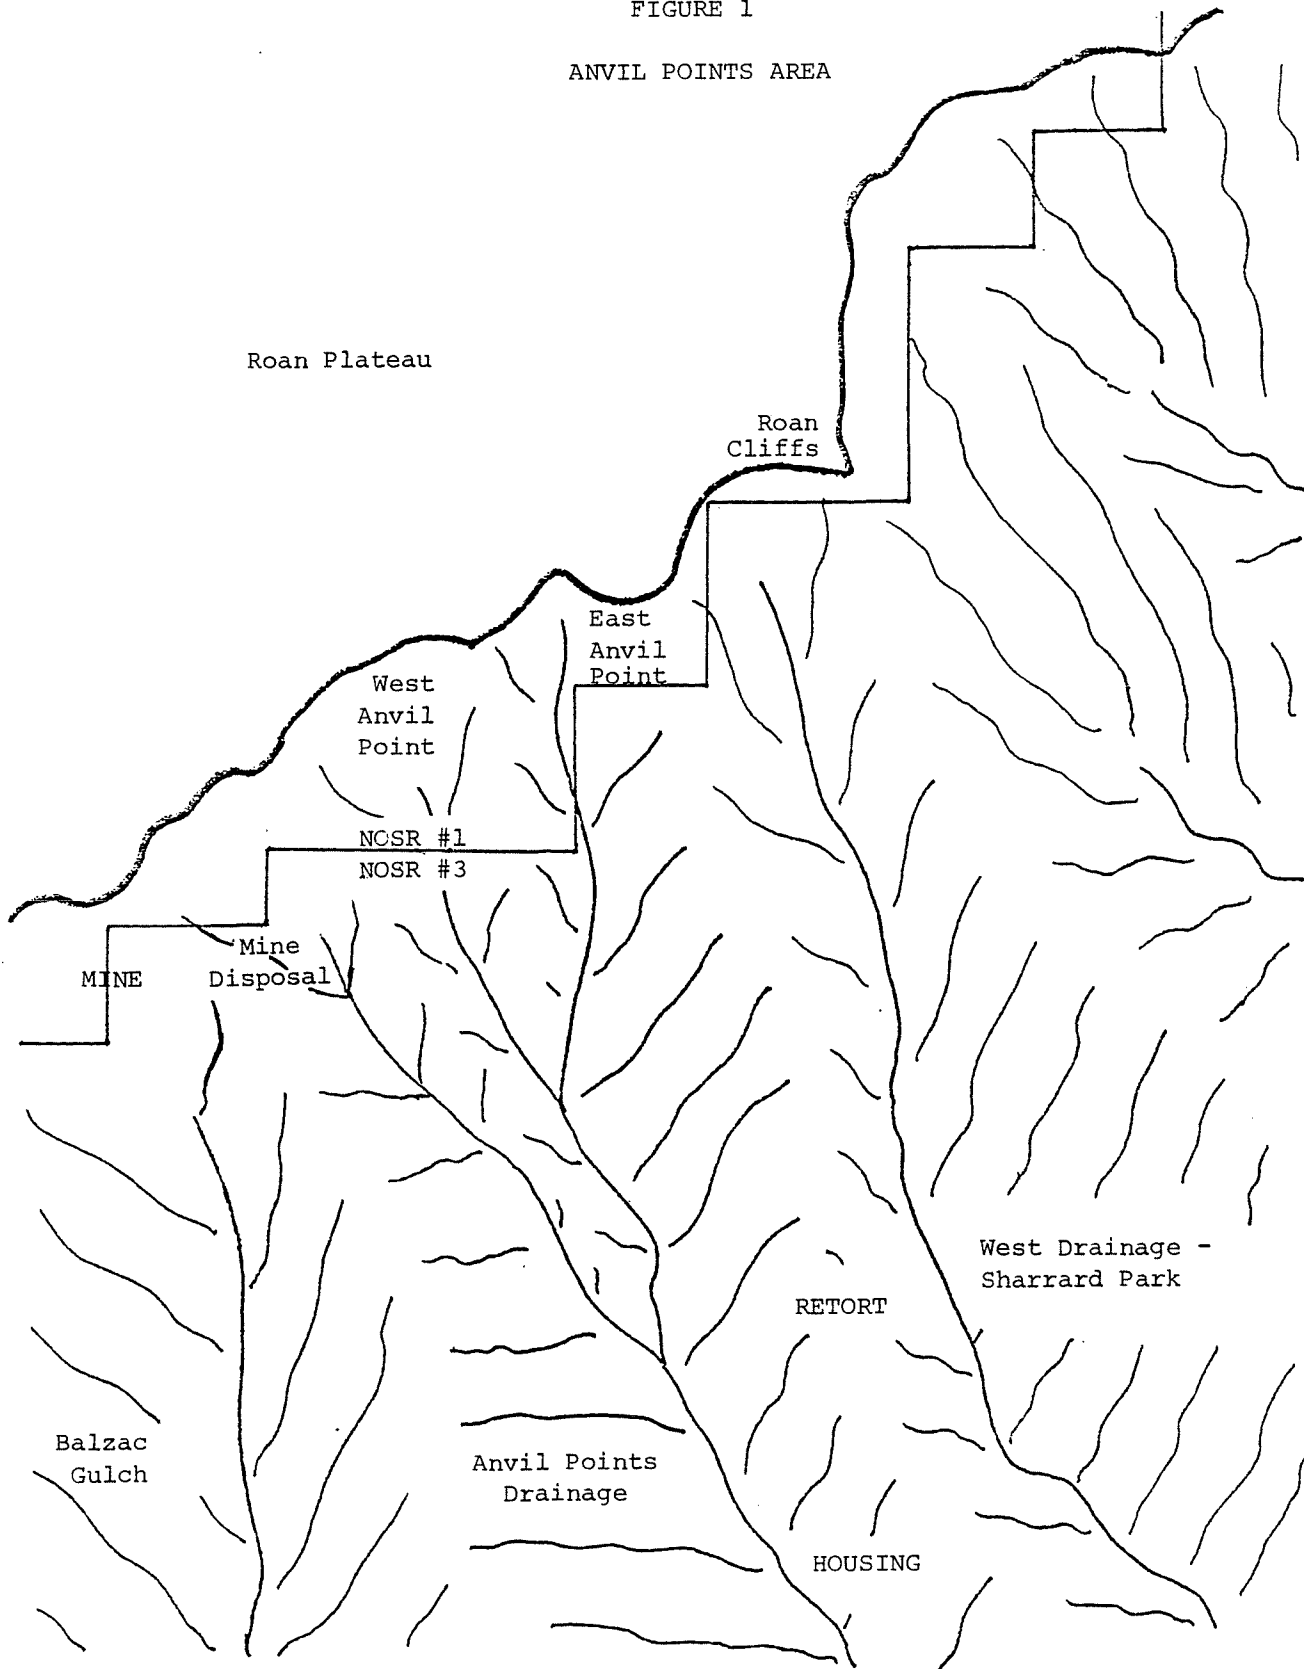 FIGURE 1
ANVIL POINTS AREA
Roan Plateau
Roan
Cliffs
East
Anvil
Point
West
Anvil
Point
NOSR #1
NOSR #3
Mine
Disposal
MINE
West Drainage -
Sharrard Park
RETORT
Balzac
Gulch
Anvil Points
Drainage
HOUSING